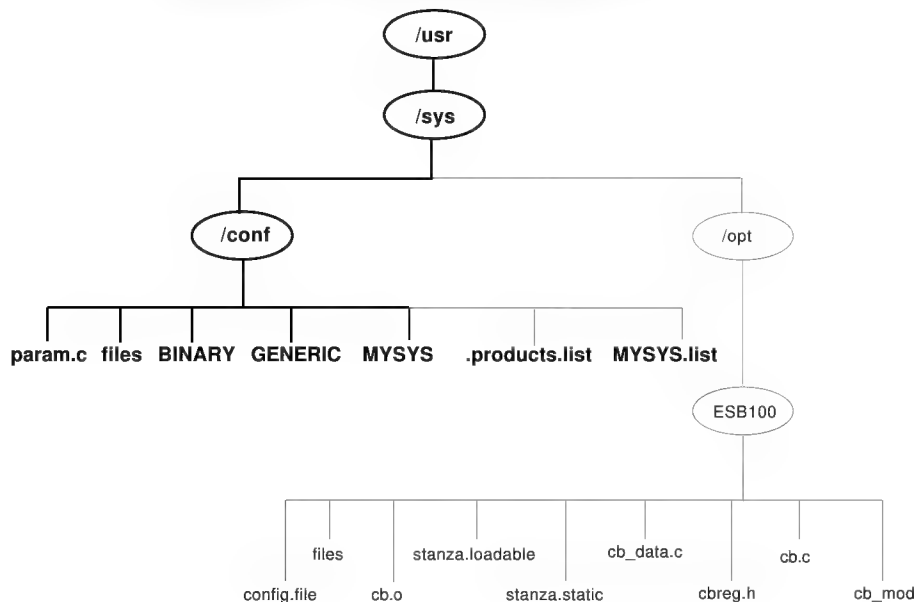 /usr
/sys
/conf
/opt
param.c files BINARY GENERIC MYSYS .products.list MYSYS.list
ESB100
files stanza.loadable cb_data.c cb.c
config.file cb.o stanza.static cbreg.h cb_mod